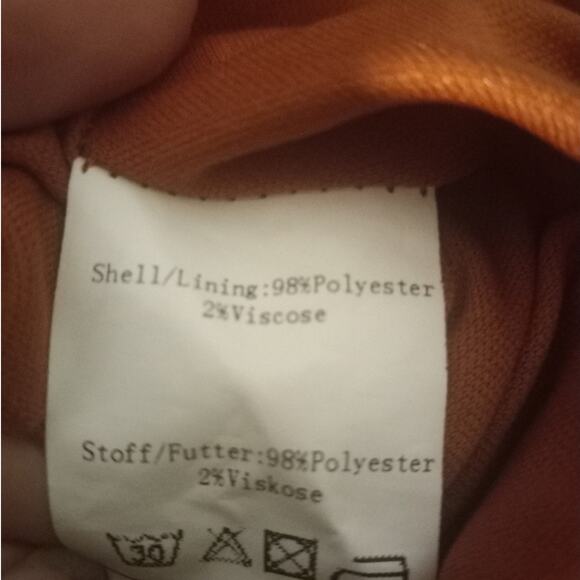 Shell/Lining:98%Polyester
2%Viscose
Stoff/Futter:98%Polyester
2%Viskose
30